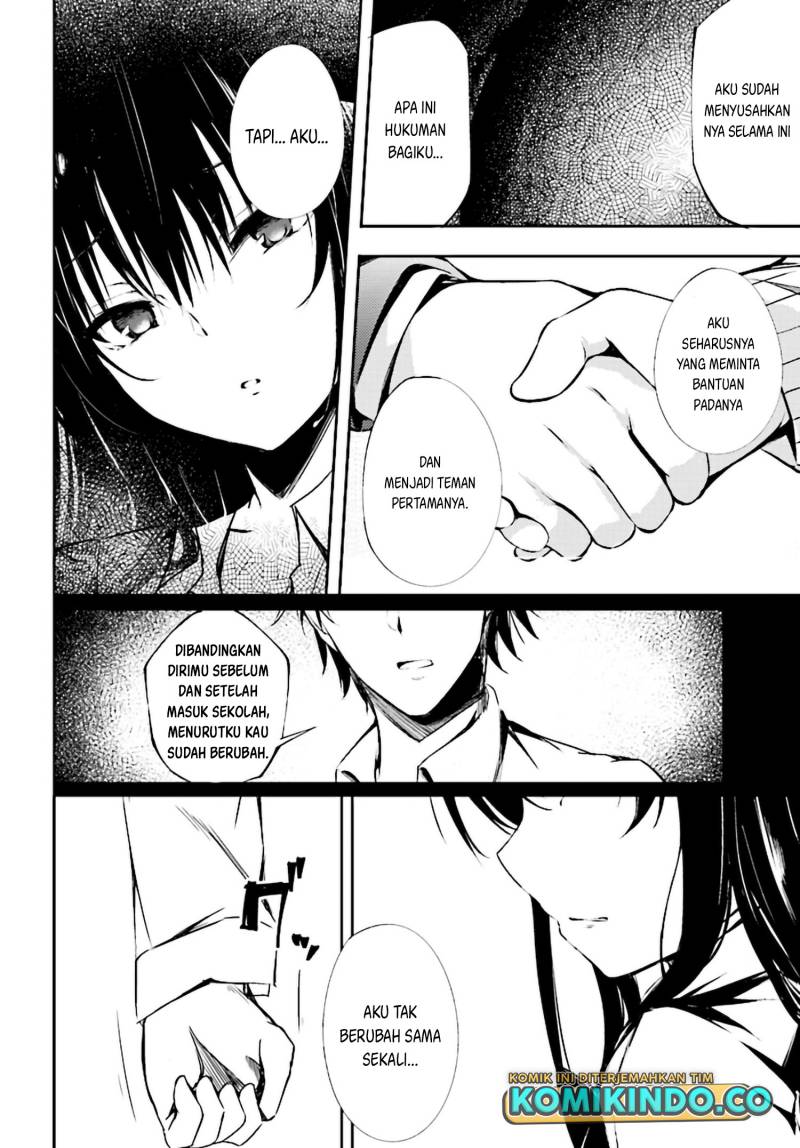 AKU SUDAH
MENYUSAHKAN
NYA SELAMA INI
APA INI
HUKUMAN
BAGIKU...
TAPI... AKU...
AKU
SEHARUSNYA
YANG MEMINTA
BANTUAN
PADANYA
DAN
MENJADI TEMAN
PERTAMANYA.
DIBANDINGKAN
DIRIMU SEBELUM
DAN SETELAH
MASUK SEKOLAH,
MENURUTKU KAU
SUDAH BERUBAH.
AKU TAK
BERUBAH SAMA
SEKALI...
KOMIK INI DITERJEMAHKAN TIM
KOMIKINDO.CO